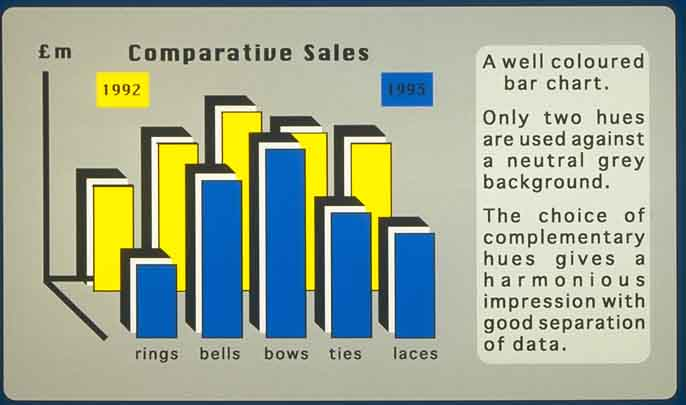 £m
Comparative Sales
1992
1993
A well coloured
bar chart.
Only two hues
are used against
a neutral grey
background.
The choice of
complementary
hues gives a
harmonious
impression with
good separation
of data.
rings bells bows ties laces